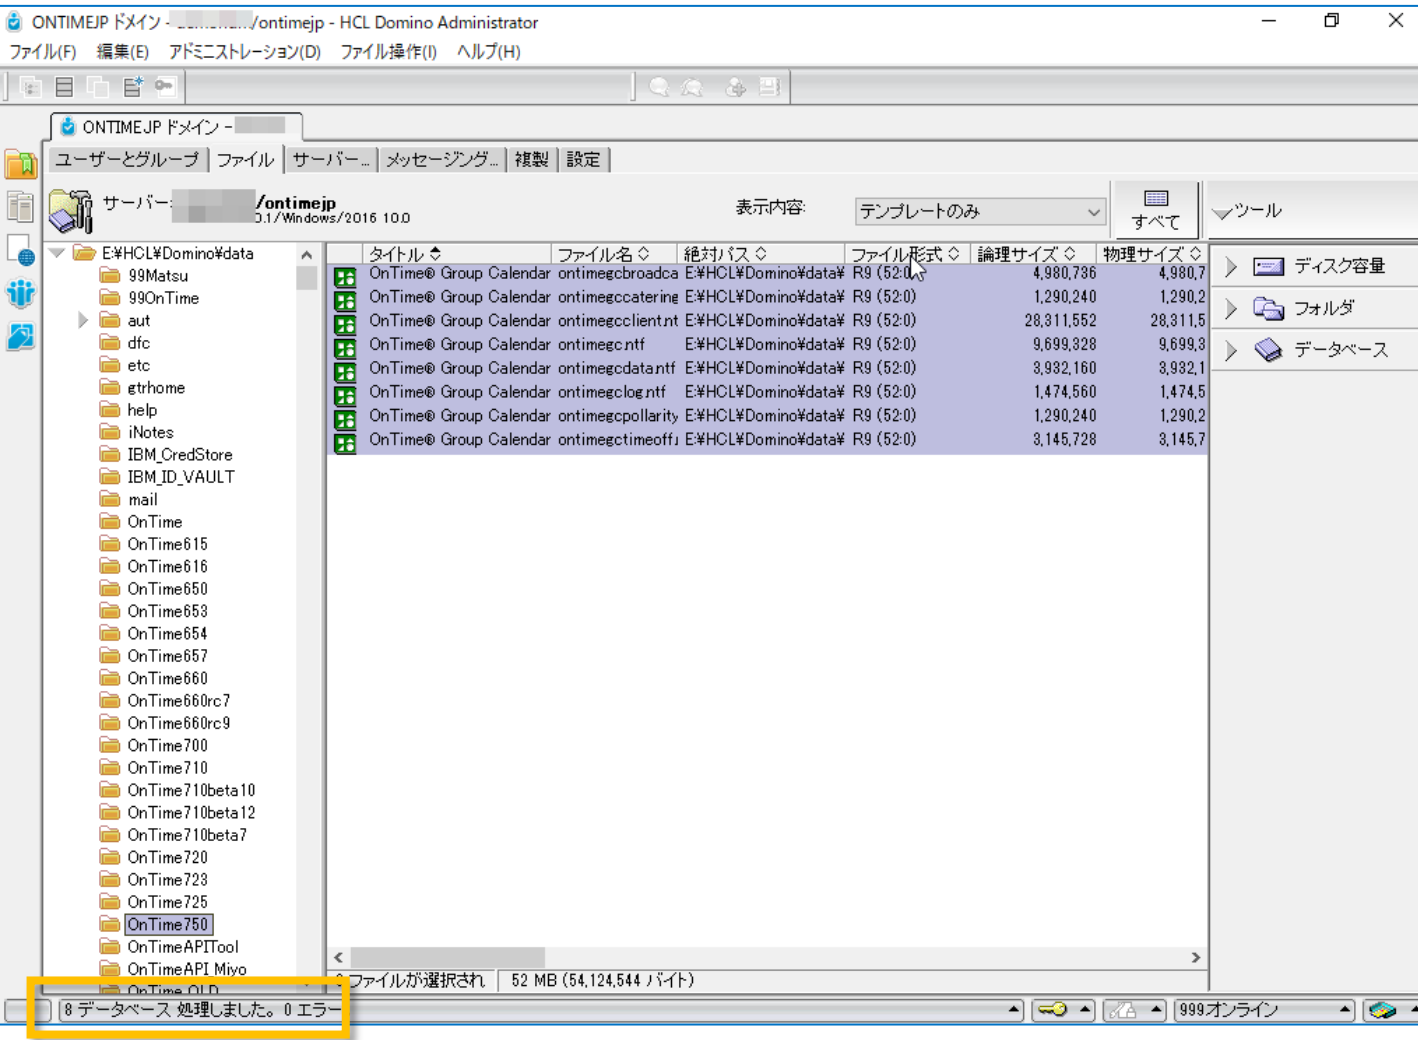 ONTIMEJP ドメイン - /ontimejp - HCL Domino Administrator
ファイル(F) 編集(E) アドミニストレーション(D) ファイル操作(I) ヘルプ(H)
ONTIMEJP ドメイン -
ユーザーとグループ ファイル サーバー... メッセージング... 複製 設定
サーバー: /ontimejp
0.1/Windows/2016 10.0
表示内容: テンプレートのみ すべて ツール
E:¥HCL¥Domino¥data
99Matsu
99OnTime
aut
dfc
etc
gtrhome
help
iNotes
IBM_CredStore
IBM_ID_VAULT
mail
OnTime
OnTime615
OnTime616
OnTime650
OnTime653
OnTime654
OnTime657
OnTime660
OnTime660rc7
OnTime660rc9
OnTime700
OnTime710
OnTime710beta10
OnTime710beta12
OnTime710beta7
OnTime720
OnTime723
OnTime725
OnTime750
OnTimeAPITool
OnTimeAPI_Miyo
OnTime_OLD
タイトル ファイル名 絶対パス ファイル形式 論理サイズ 物理サイズ
OnTime® Group Calendar ontimegcbroadca E:¥HCL¥Domino¥data¥ R9 (52:0) 4,980,736 4,980,7
OnTime® Group Calendar ontimegccatering E:¥HCL¥Domino¥data¥ R9 (52:0) 1,290,240 1,290,2
OnTime® Group Calendar ontimegcclient.nt E:¥HCL¥Domino¥data¥ R9 (52:0) 28,311,552 28,311,5
OnTime® Group Calendar ontimegc.ntf E:¥HCL¥Domino¥data¥ R9 (52:0) 9,699,328 9,699,3
OnTime® Group Calendar ontimegcdata.ntf E:¥HCL¥Domino¥data¥ R9 (52:0) 3,932,160 3,932,1
OnTime® Group Calendar ontimegclog.ntf E:¥HCL¥Domino¥data¥ R9 (52:0) 1,474,560 1,474,5
OnTime® Group Calendar ontimegcpollarity E:¥HCL¥Domino¥data¥ R9 (52:0) 1,290,240 1,290,2
OnTime® Group Calendar ontimegctimeoff. E:¥HCL¥Domino¥data¥ R9 (52:0) 3,145,728 3,145,7
ディスク容量
フォルダ
データベース
ファイルが選択され 52 MB (54,124,544 バイト)
8 データベース 処理しました。 0 エラー
999オンライン